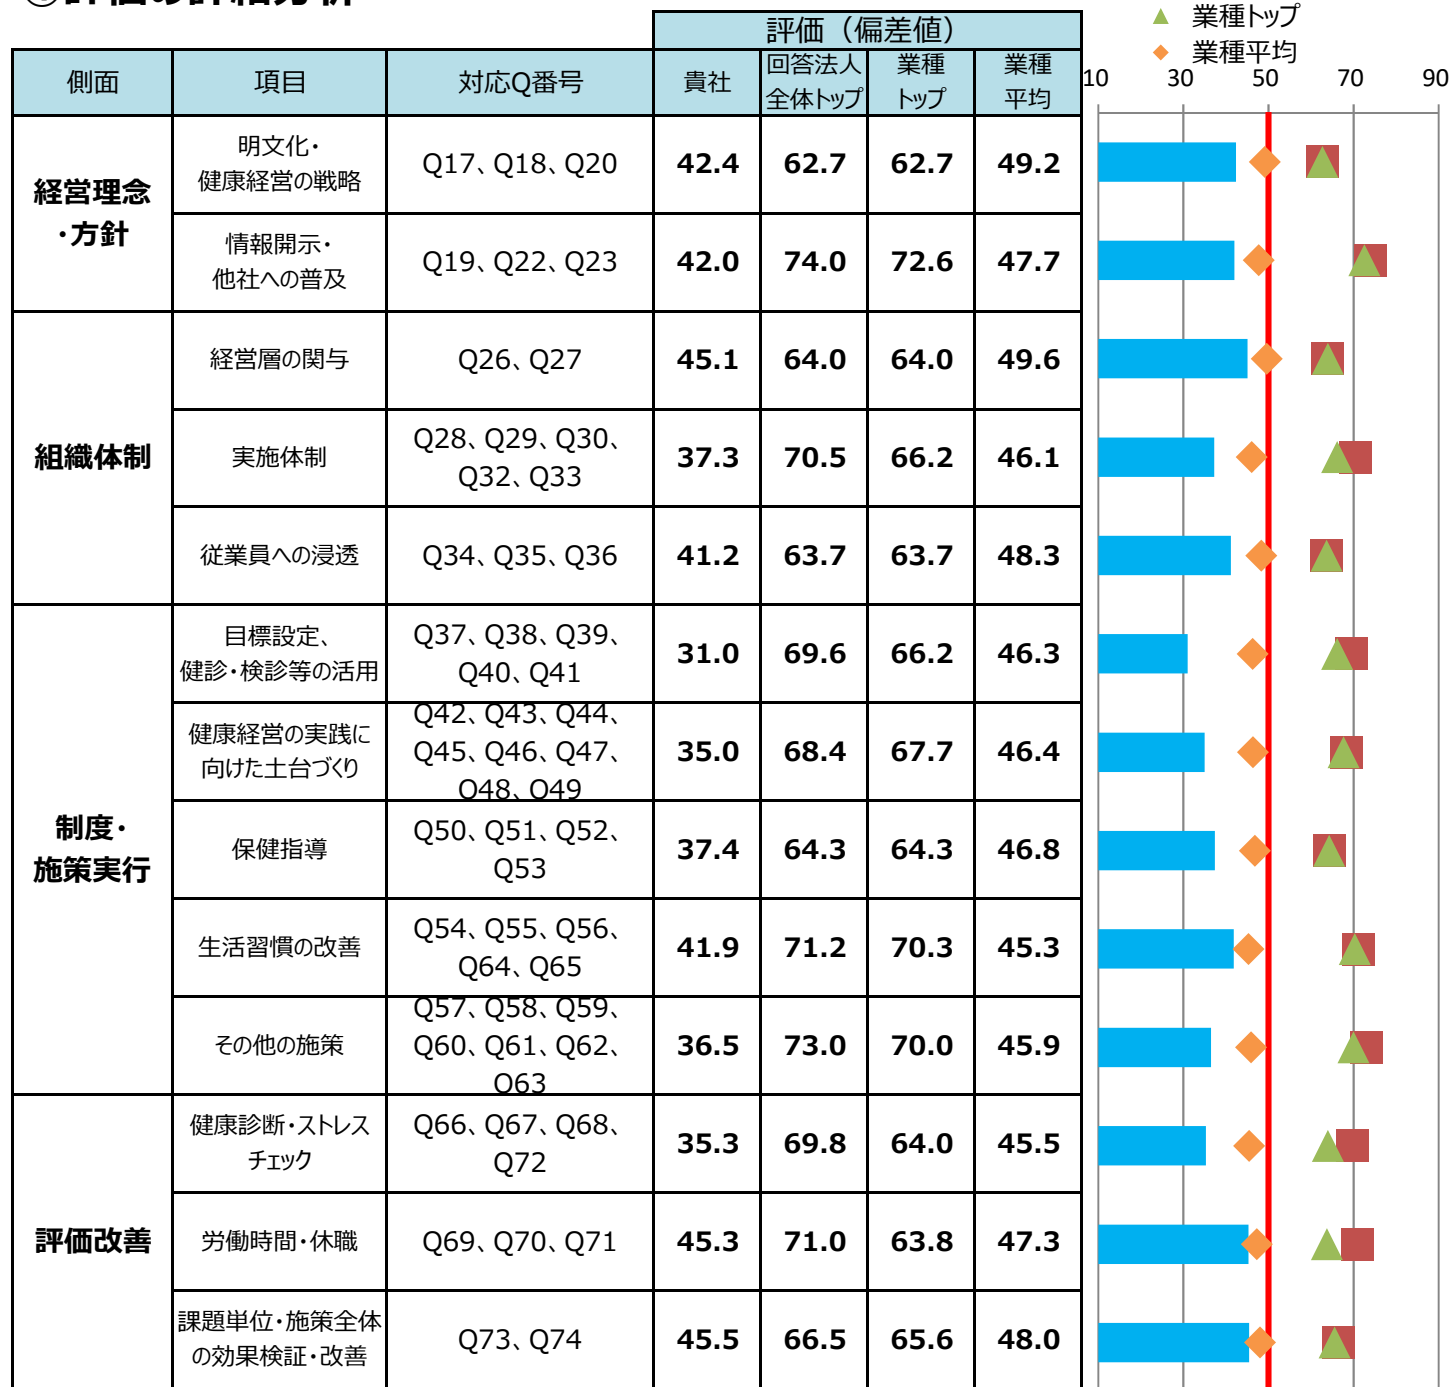 評価（偏差値）
▲ 業種トップ
◆ 業種平均
側面 項目 対応Q番号 貴社 回答法人 業種 業種
全体トップ トップ 平均
10 30 50 70 90
経営理念
・方針
明文化・
健康経営の戦略
Q17、Q18、Q20 42.4 62.7 62.7 49.2
情報開示・
他社への普及
Q19、Q22、Q23 42.0 74.0 72.6 47.7
組織体制
経営層の関与 Q26、Q27 45.1 64.0 64.0 49.6
実施体制
Q28、Q29、Q30、
Q32、Q33
37.3 70.5 66.2 46.1
従業員への浸透 Q34、Q35、Q36 41.2 63.7 63.7 48.3
制度・
施策実行
目標設定、
健診・検診等の活用
Q37、Q38、Q39、
Q40、Q41
31.0 69.6 66.2 46.3
健康経営の実践に
向けた土台づくり
Q42、Q43、Q44、
Q45、Q46、Q47、
Q48、Q49
35.0 68.4 67.7 46.4
保健指導
Q50、Q51、Q52、
Q53
37.4 64.3 64.3 46.8
生活習慣の改善
Q54、Q55、Q56、
Q64、Q65
41.9 71.2 70.3 45.3
その他の施策
Q57、Q58、Q59、
Q60、Q61、Q62、
Q63
36.5 73.0 70.0 45.9
評価改善
健康診断・ストレス
チェック
Q66、Q67、Q68、
Q72
35.3 69.8 64.0 45.5
労働時間・休職 Q69、Q70、Q71 45.3 71.0 63.8 47.3
課題単位・施策全体
の効果検証・改善
Q73、Q74 45.5 66.5 65.6 48.0